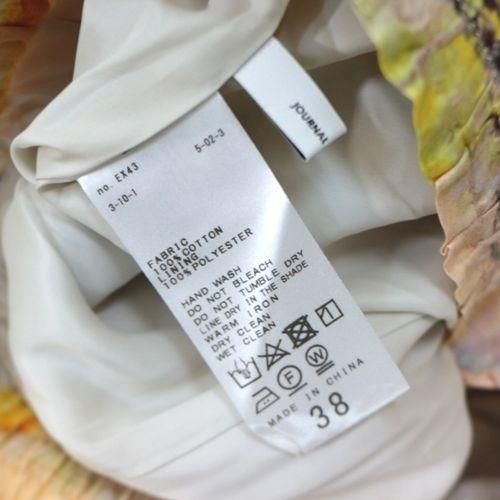 JOURNAL
no. EX43
5-02-3
3-10-1
FABRIC
100%COTTON
LINING
100%POLYESTER
HAND WASH
DO NOT BLEACH
DO NOT TUMBLE DRY
LINE DRY IN THE SHADE
WARM IRON
DRY CLEAN
WET CLEAN
F W
MADE IN CHINA
38